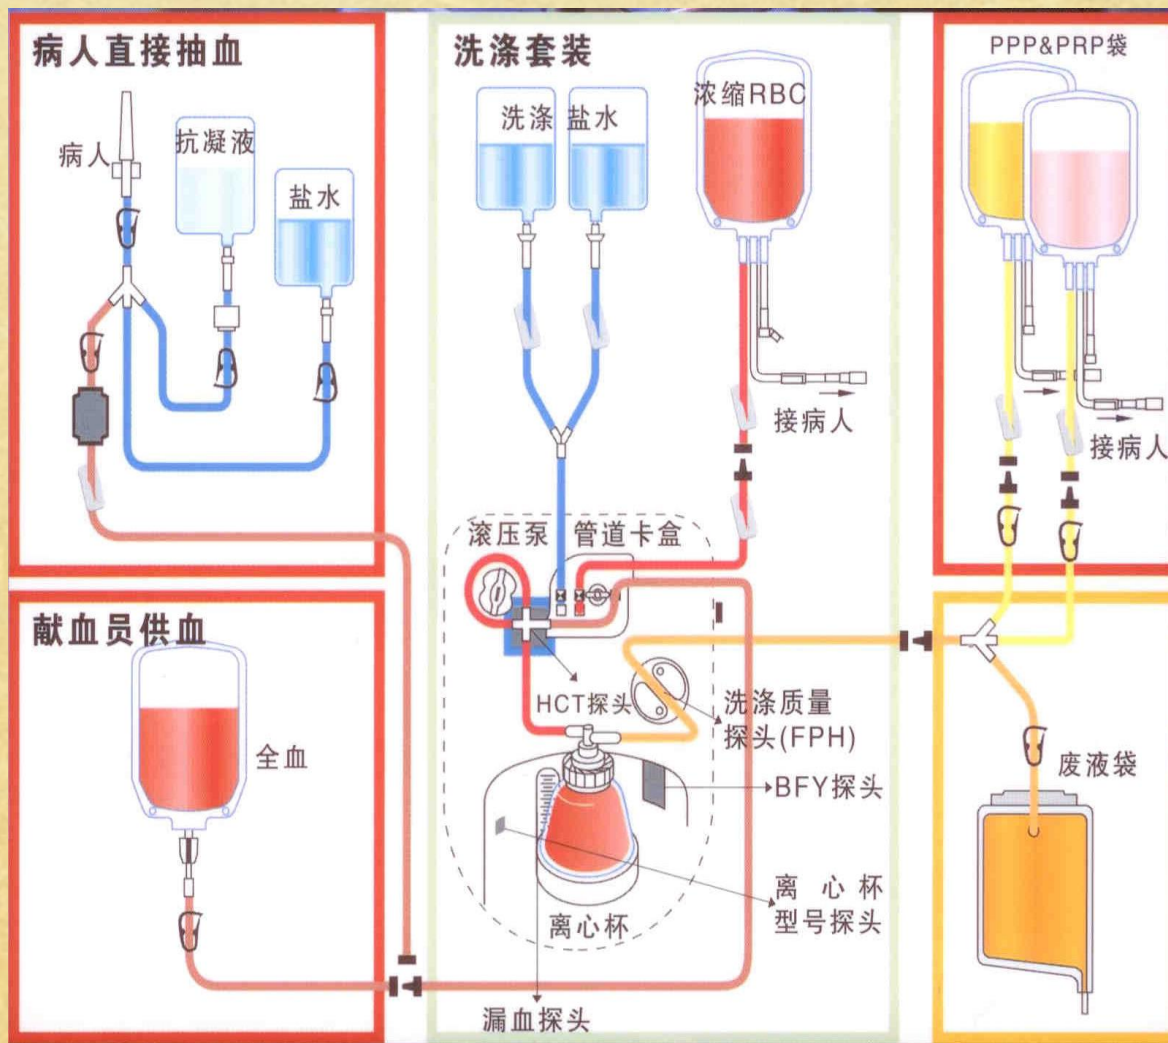 病人直接抽血
病人
抗凝液
盐水
献血员供血
全血
洗涤套装
洗涤 盐水
浓缩RBC
接病人
滚压泵 管道卡盒
HCT探头
洗涤质量
探头(FPH)
BFY探头
离心杯
型号探头
离心杯
漏血探头
PPP&PRP袋
接病人
废液袋